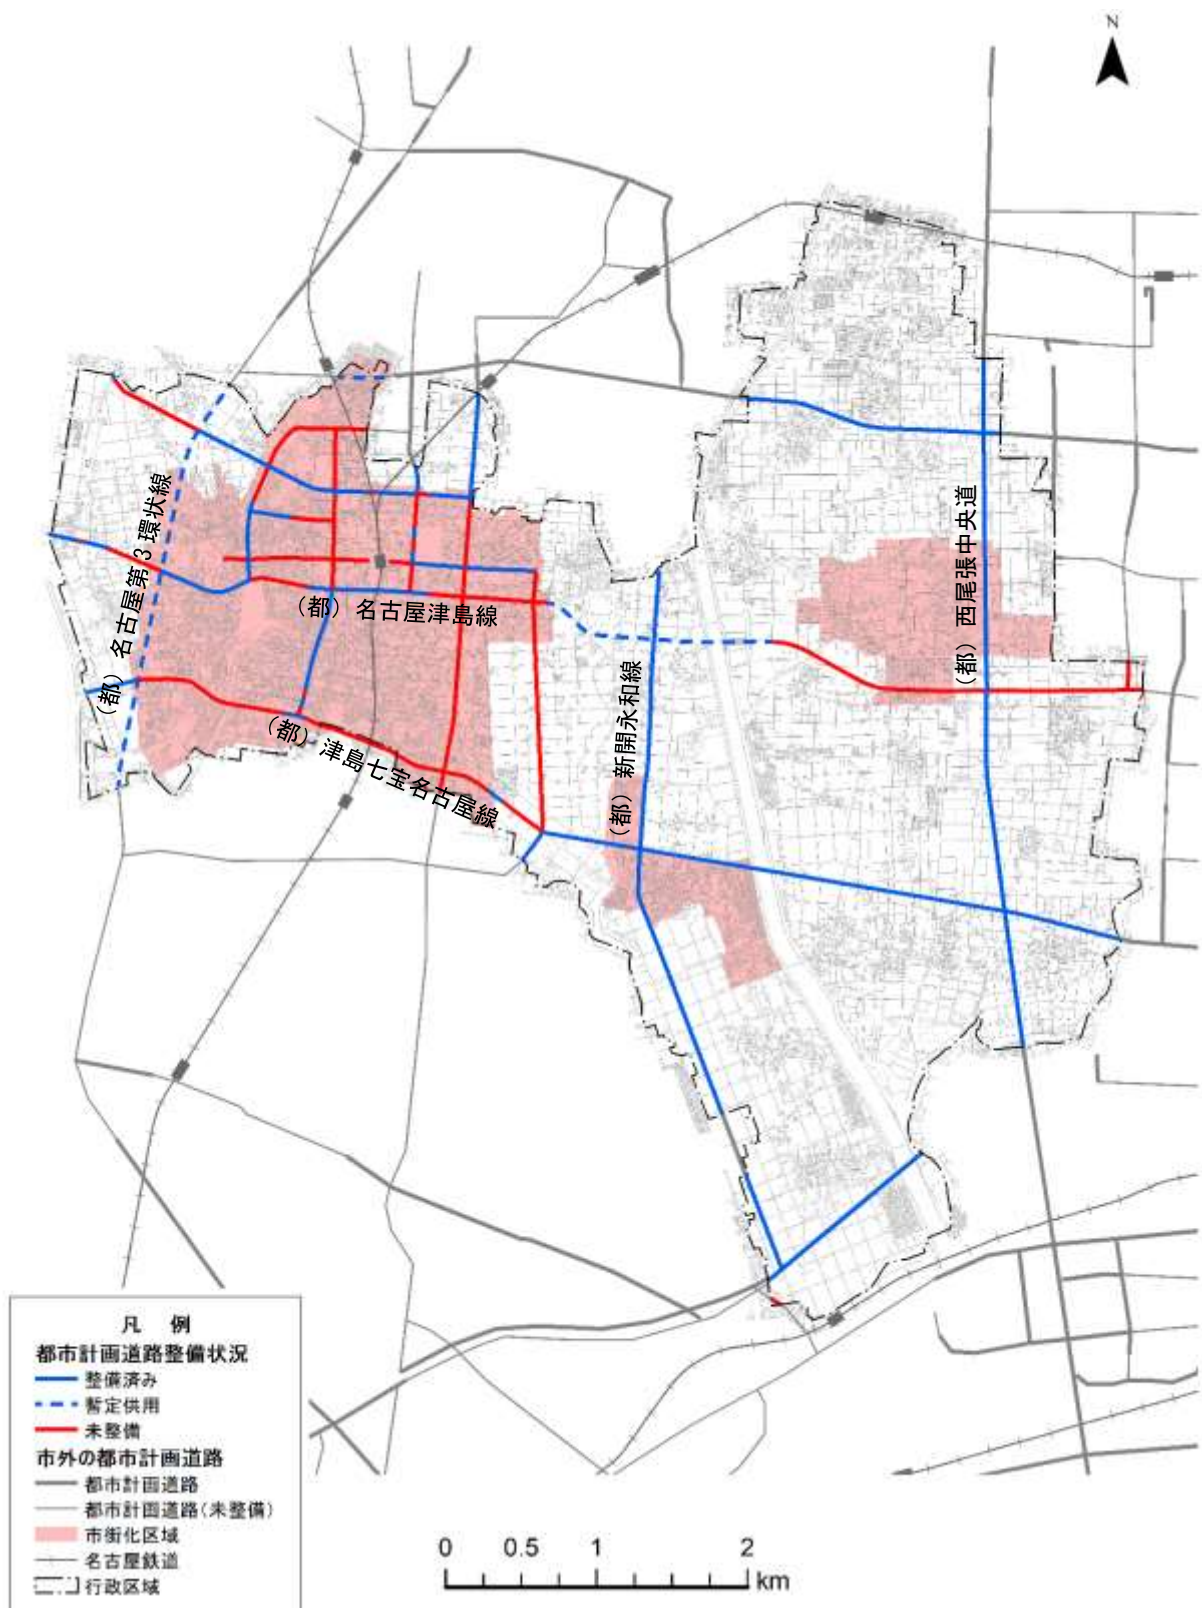 N
(都) 名古屋第3環状線
(都) 西尾張中央道
(都) 名古屋津島線
(都) 新開永和線
(都) 津島七宝名古屋線
凡 例
都市計画道路整備状況
整備済み
暫定供用
未整備
市外の都市計画道路
都市計画道路
都市計画道路(未整備)
市街化区域
名古屋鉄道
行政区域
0 0.5 1 2
km